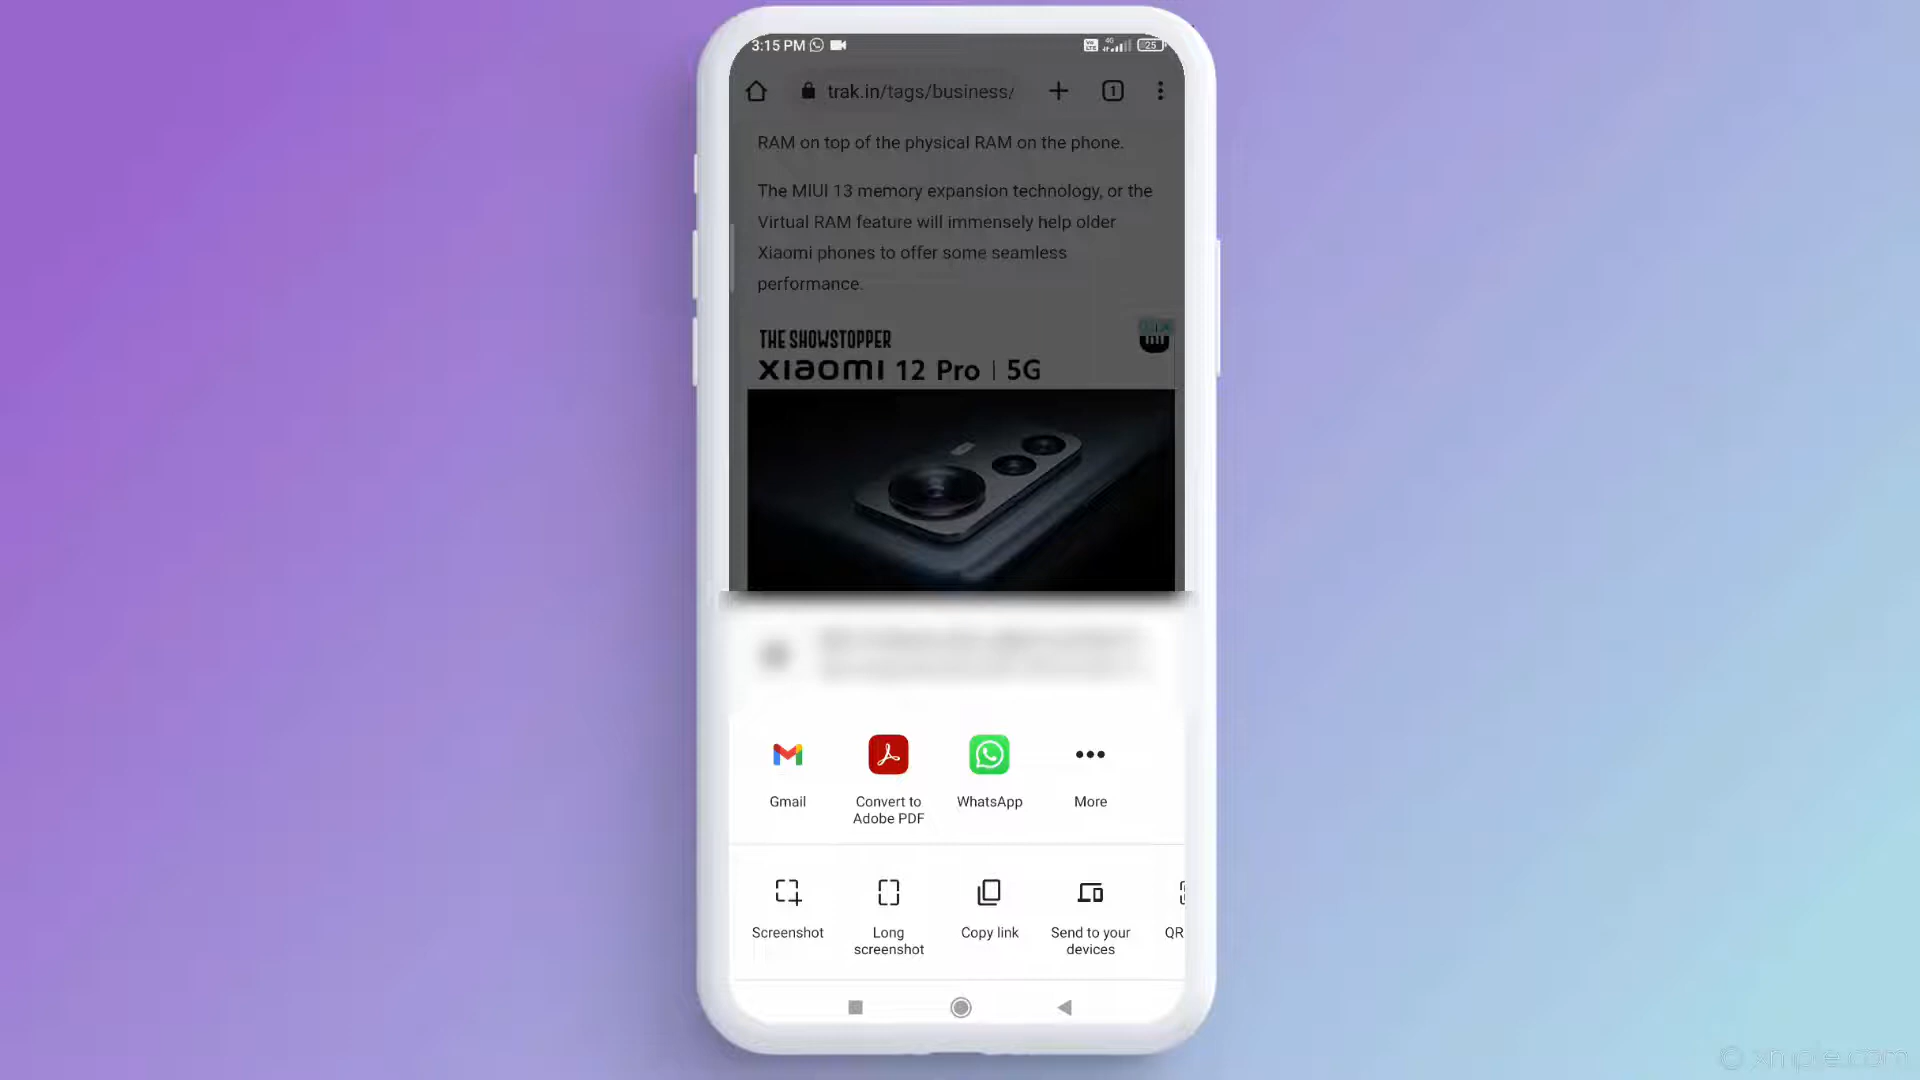 3:15 PM
4G
25
trak.in/tags/business/
1
RAM on top of the physical RAM on the phone.
The MIUI 13 memory expansion technology, or the
Virtual RAM feature will immensely help older
Xiaomi phones to offer some seamless
performance.
THE SHOWSTOPPER
xiaomi 12 Pro | 5G
Gmail
Convert to
Adobe PDF
WhatsApp
More
Screenshot
Long
screenshot
Copy link
Send to your
devices
QR